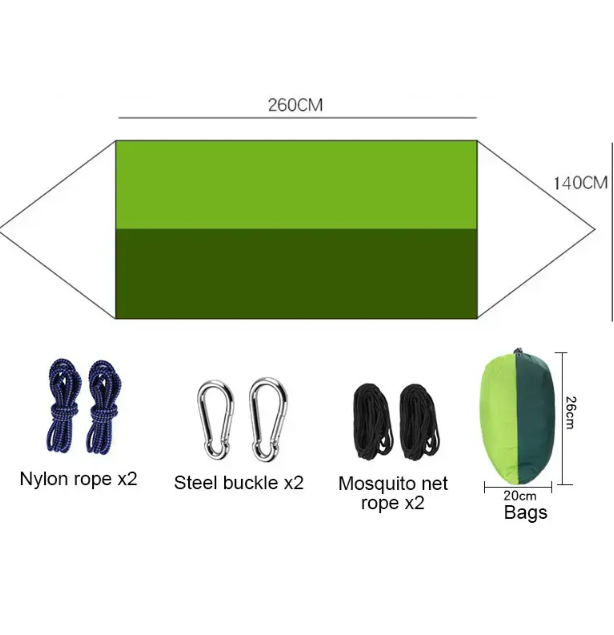 260CM
140CM
26cm
Nylon rope x2
Steel buckle x2
Mosquito net
rope x2
20cm
Bags